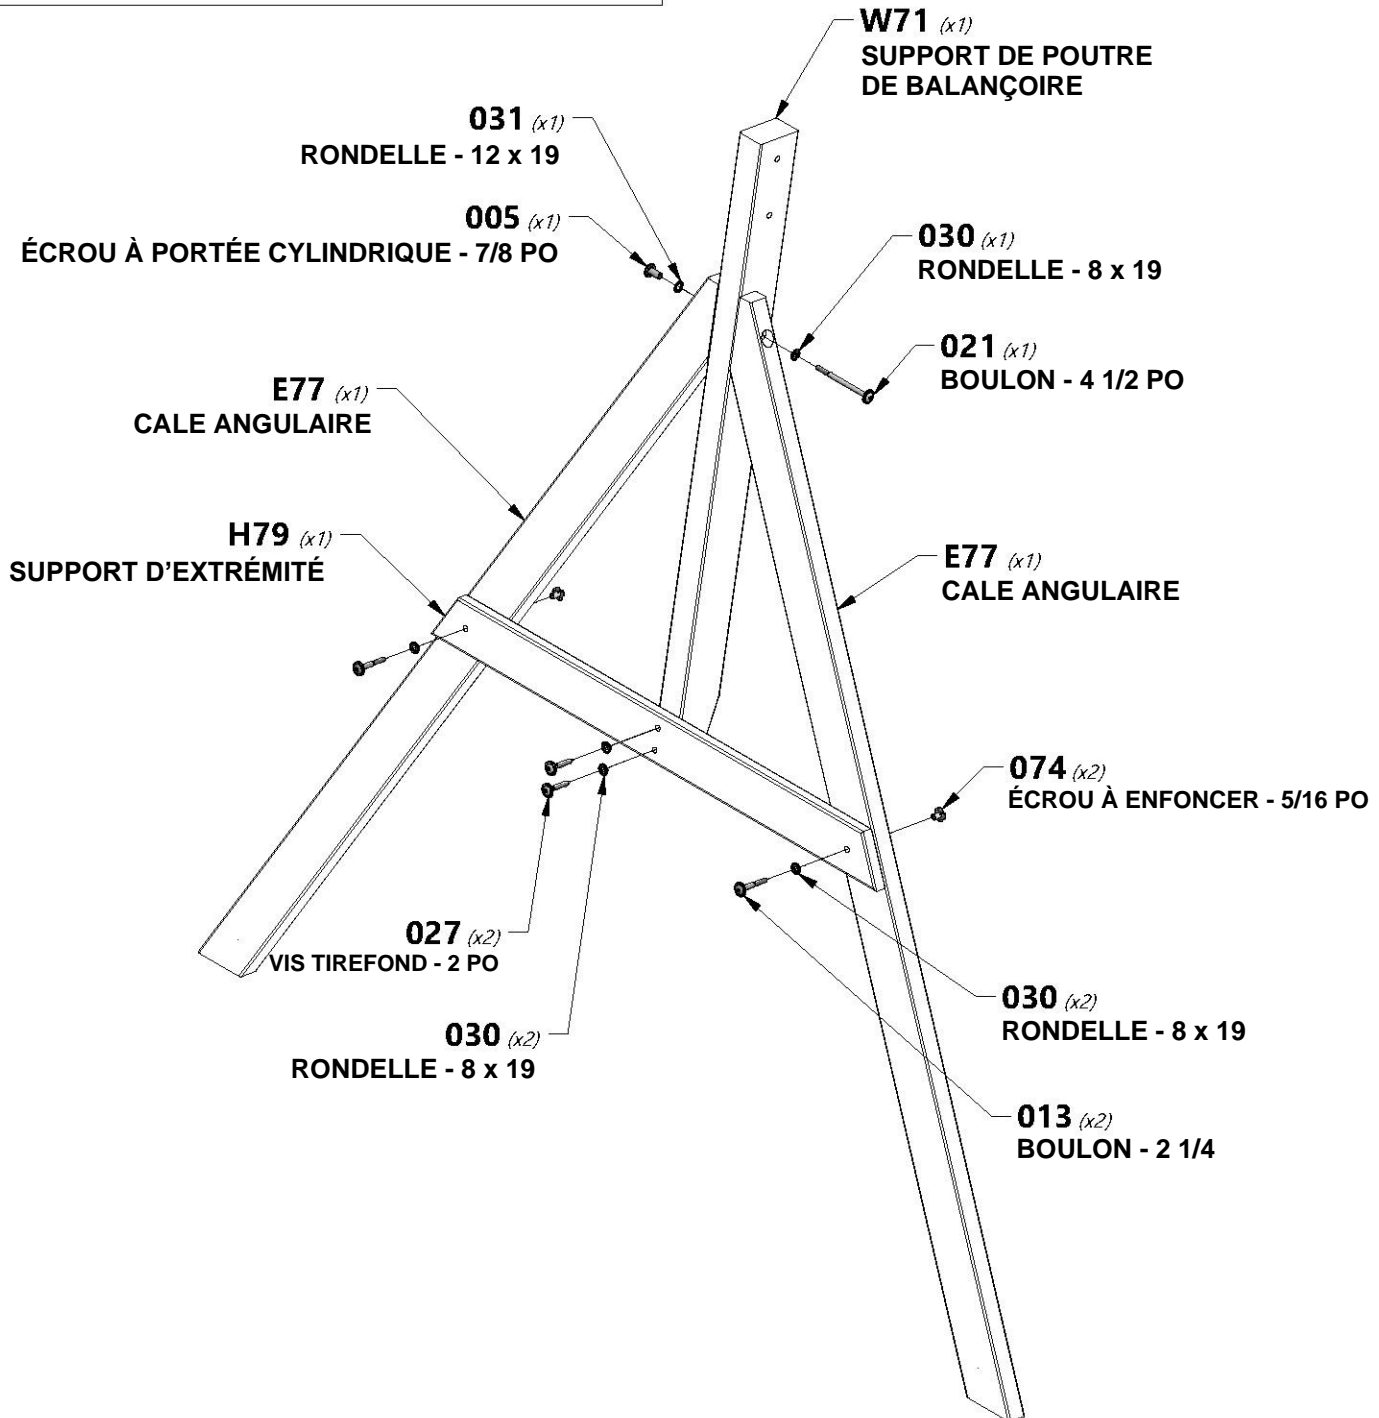 W71 (x1)
SUPPORT DE POUTRE
DE BALANÇOIRE
031 (x1)
RONDELLE - 12 x 19
005 (x1)
ÉCROU À PORTÉE CYLINDRIQUE - 7/8 PO
030 (x1)
RONDELLE - 8 x 19
021 (x1)
BOULON - 4 1/2 PO
E77 (x1)
CALE ANGULAIRE
H79 (x1)
SUPPORT D’EXTRÉMITÉ
E77 (x1)
CALE ANGULAIRE
074 (x2)
ÉCROU À ENFONCER - 5/16 PO
027 (x2)
VIS TIREFOND - 2 PO
030 (x2)
RONDELLE - 8 x 19
030 (x2)
RONDELLE - 8 x 19
013 (x2)
BOULON - 2 1/4